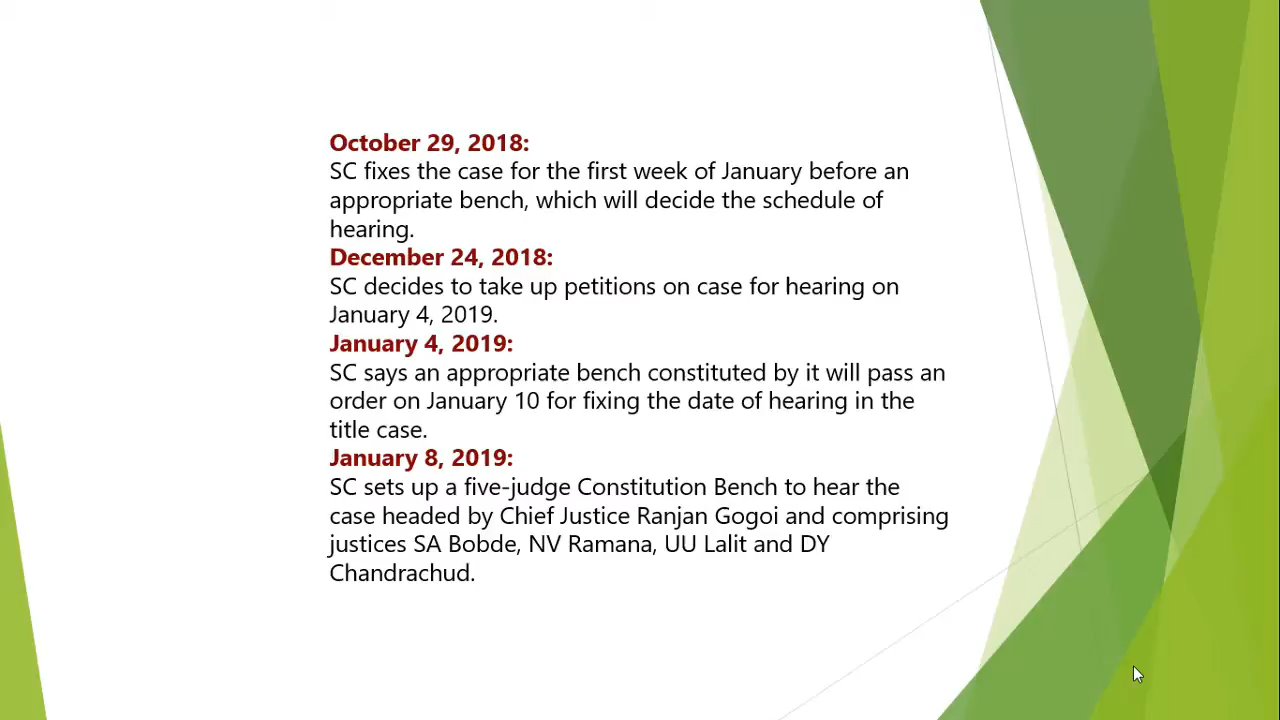 October 29, 2018:
SC fixes the case for the first week of January before an
appropriate bench, which will decide the schedule of
hearing.
December 24, 2018:
SC decides to take up petitions on case for hearing on
January 4, 2019.
January 4, 2019:
SC says an appropriate bench constituted by it will pass an
order on January 10 for fixing the date of hearing in the
title case.
January 8, 2019:
SC sets up a five-judge Constitution Bench to hear the
case headed by Chief Justice Ranjan Gogoi and comprising
justices SA Bobde, NV Ramana, UU Lalit and DY
Chandrachud.